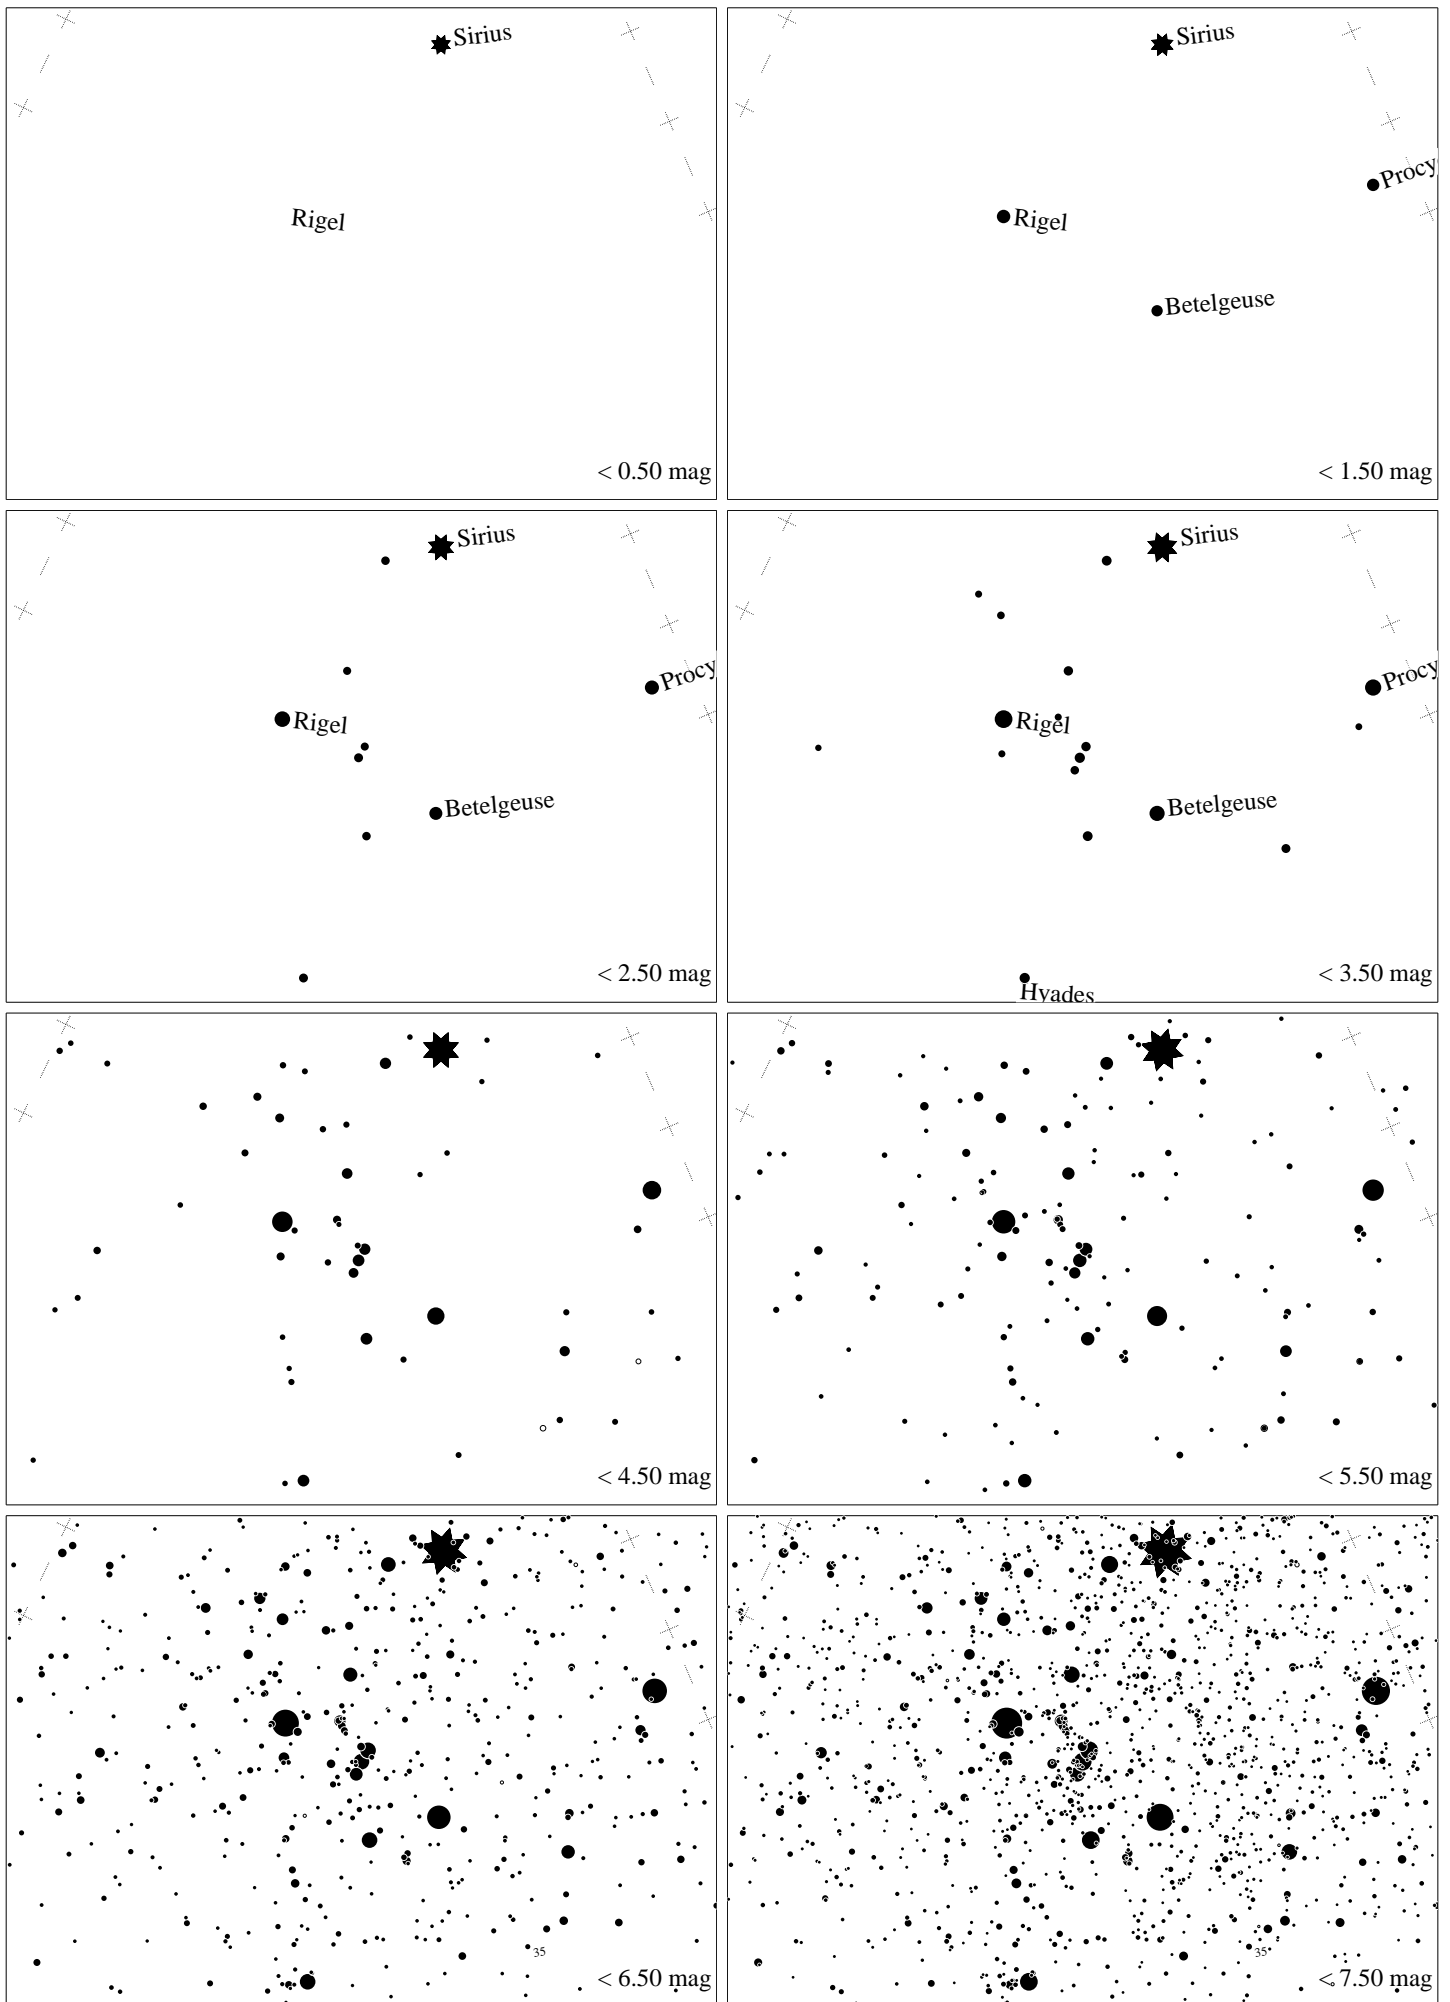 Sirius
Rigel
< 0.50 mag
Sirius
Procy
Rigel
Betelgeuse
< 1.50 mag
Sirius
Procy
Rigel
Betelgeuse
< 2.50 mag
Sirius
Procy
Rigel
Betelgeuse
Hyades
< 3.50 mag
< 4.50 mag
< 5.50 mag
35
< 6.50 mag
35
< 7.50 mag